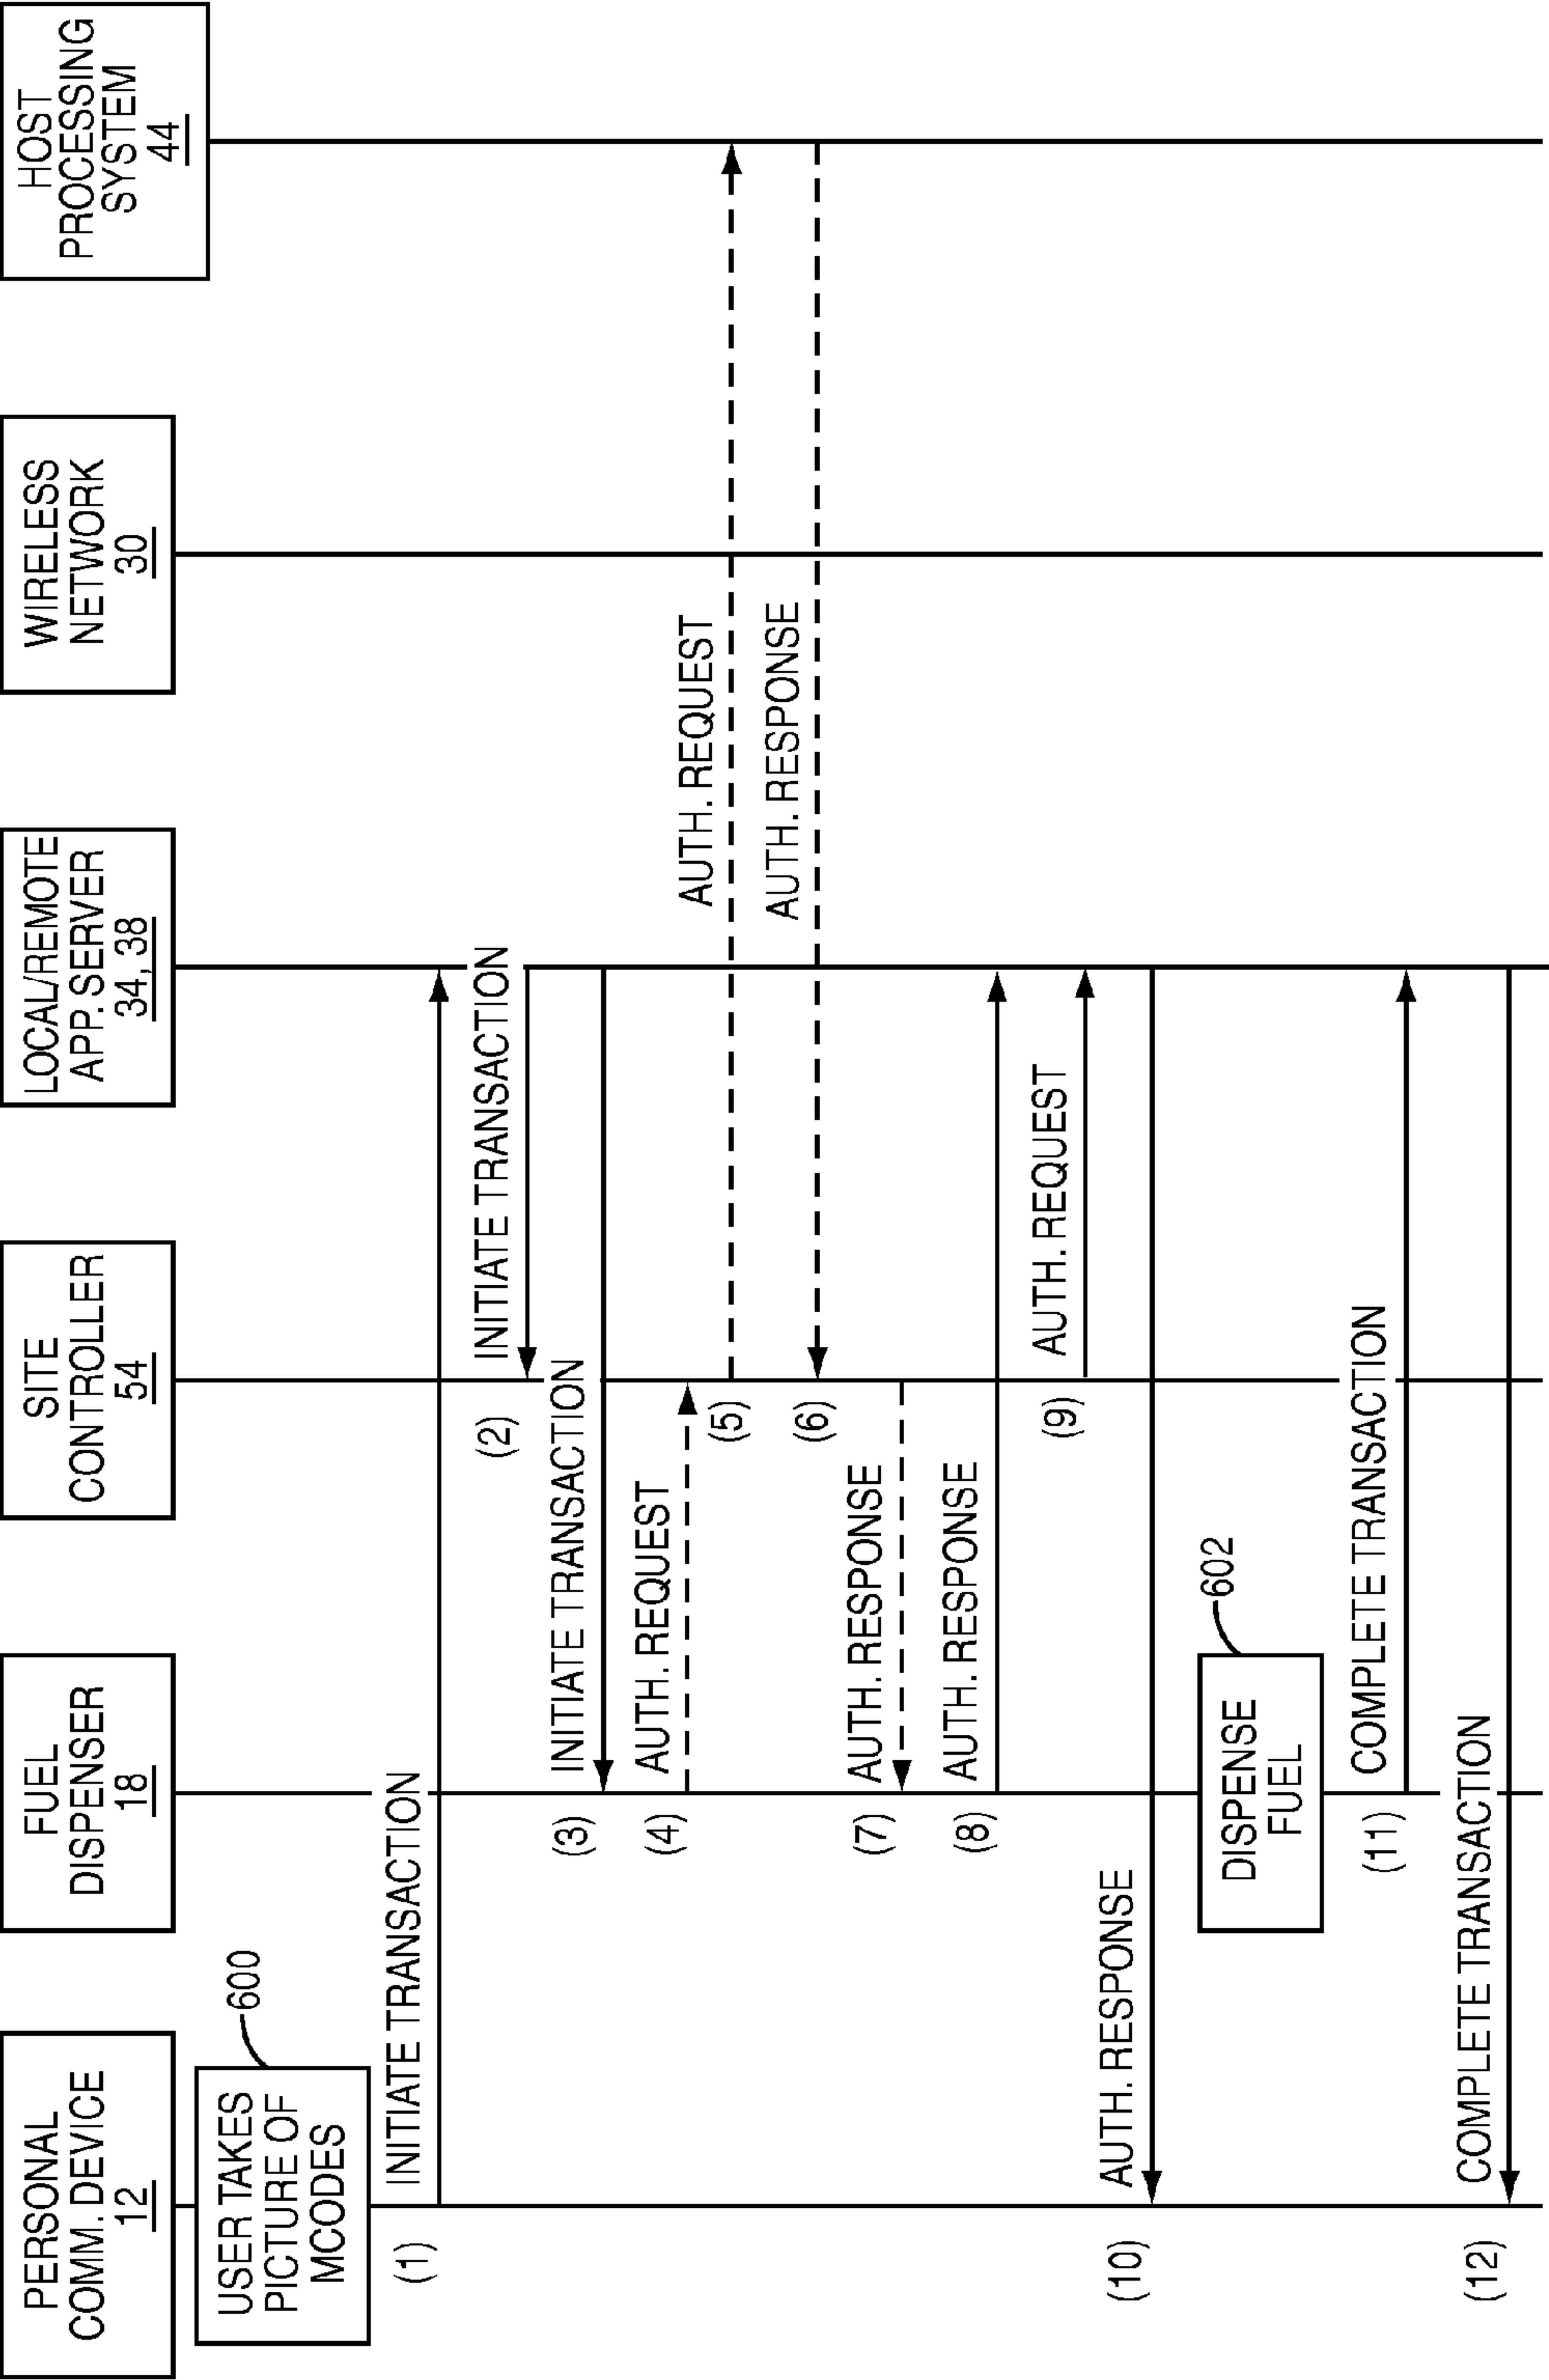 PERSONAL
COMM. DEVICE
12
FUEL
DISPENSER
18
SITE
CONTROLLER
54
LOCAL/REMOTE
APP. SERVER
34, 38
WIRELESS
NETWORK
30
HOST
PROCESSING
SYSTEM
44
USER TAKES
PICTURE OF
MCODES
600
(1)
INITIATE TRANSACTION
(2)
INITIATE TRANSACTION
(3)
INITIATE TRANSACTION
(4)
AUTH. REQUEST
(5)
AUTH. REQUEST
(6)
AUTH. RESPONSE
(7)
AUTH. RESPONSE
(8)
AUTH. RESPONSE
(9)
AUTH. REQUEST
(10)
AUTH. RESPONSE
DISPENSE
FUEL
602
(11)
COMPLETE TRANSACTION
(12)
COMPLETE TRANSACTION